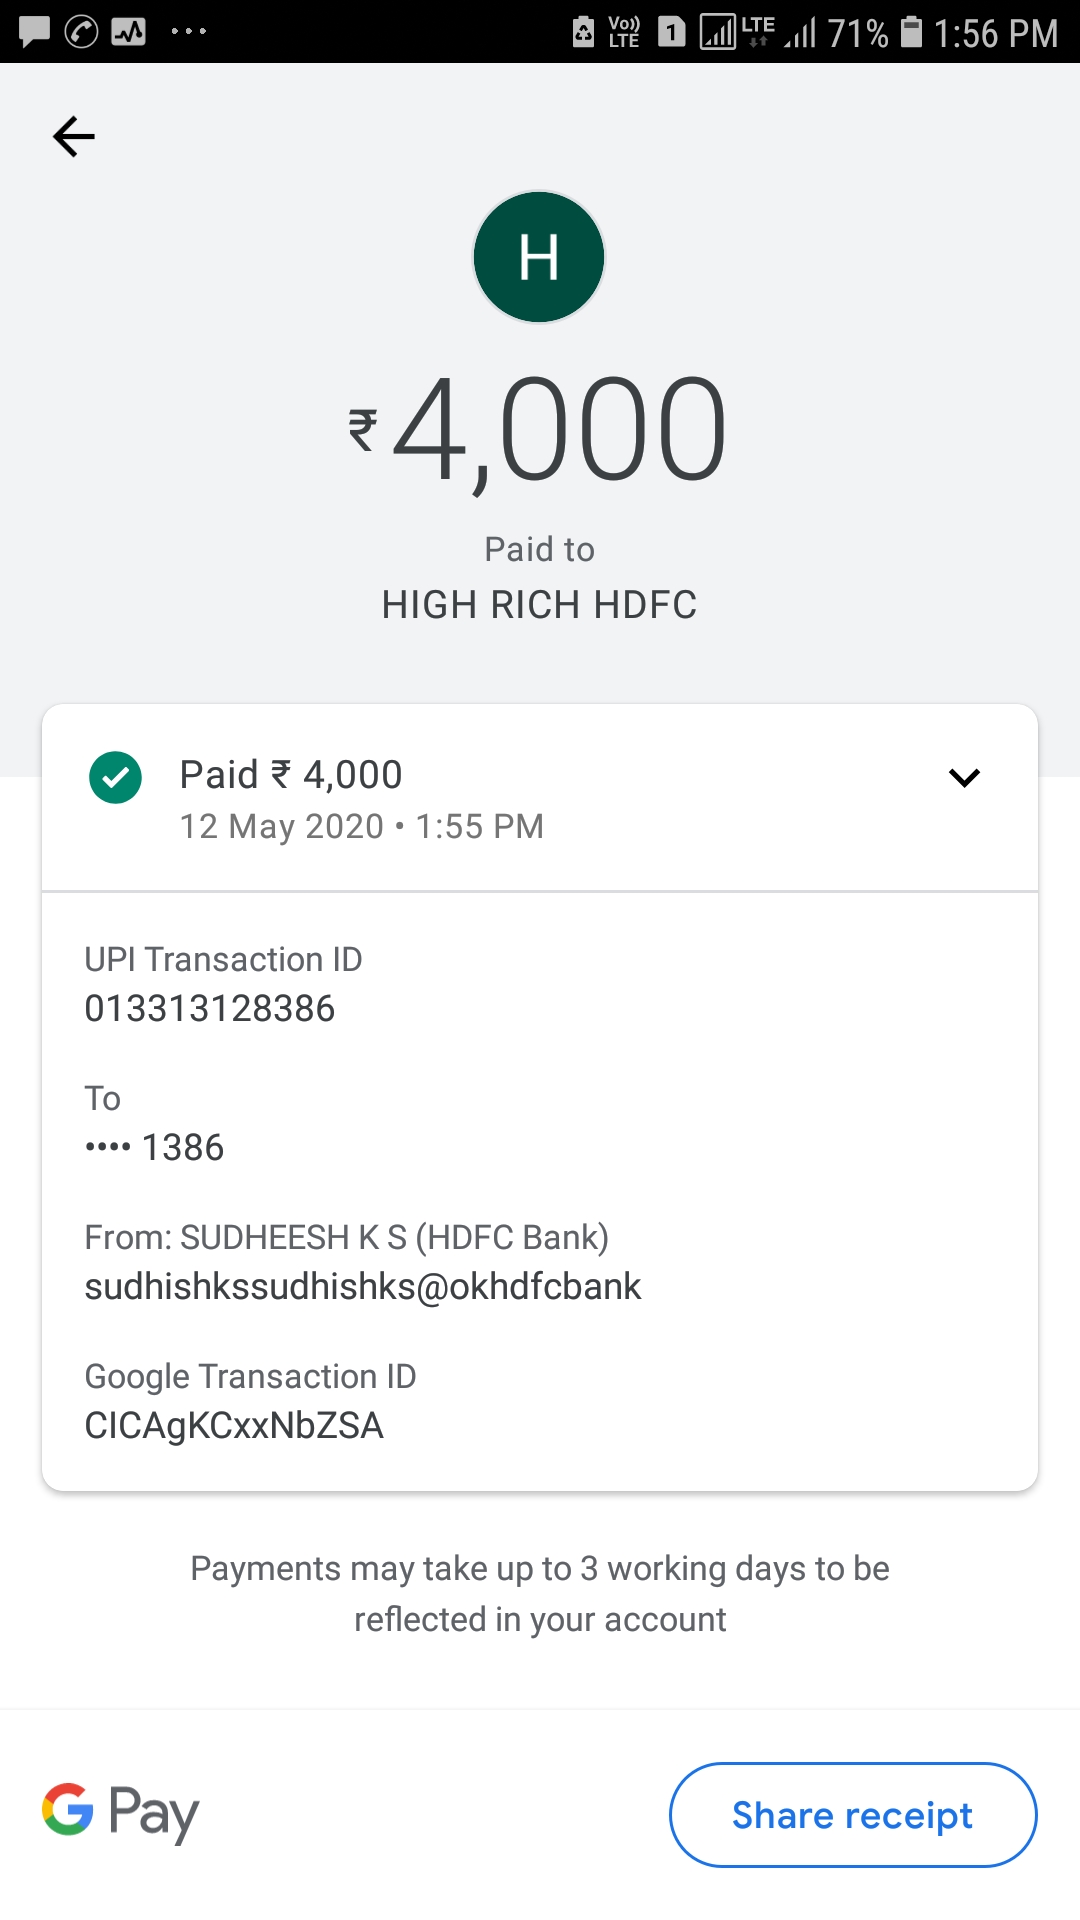 Vo)) LTE 1 LTE 71% 1:56 PM
H
₹4,000
Paid to
HIGH RICH HDFC
Paid ₹ 4,000
12 May 2020 • 1:55 PM
UPI Transaction ID
013313128386
To
•••• 1386
From: SUDHEESH K S (HDFC Bank)
sudhishkssudhishks@okhdfcbank
Google Transaction ID
CICAgKCxxNbZSA
Payments may take up to 3 working days to be
reflected in your account
G Pay
Share receipt